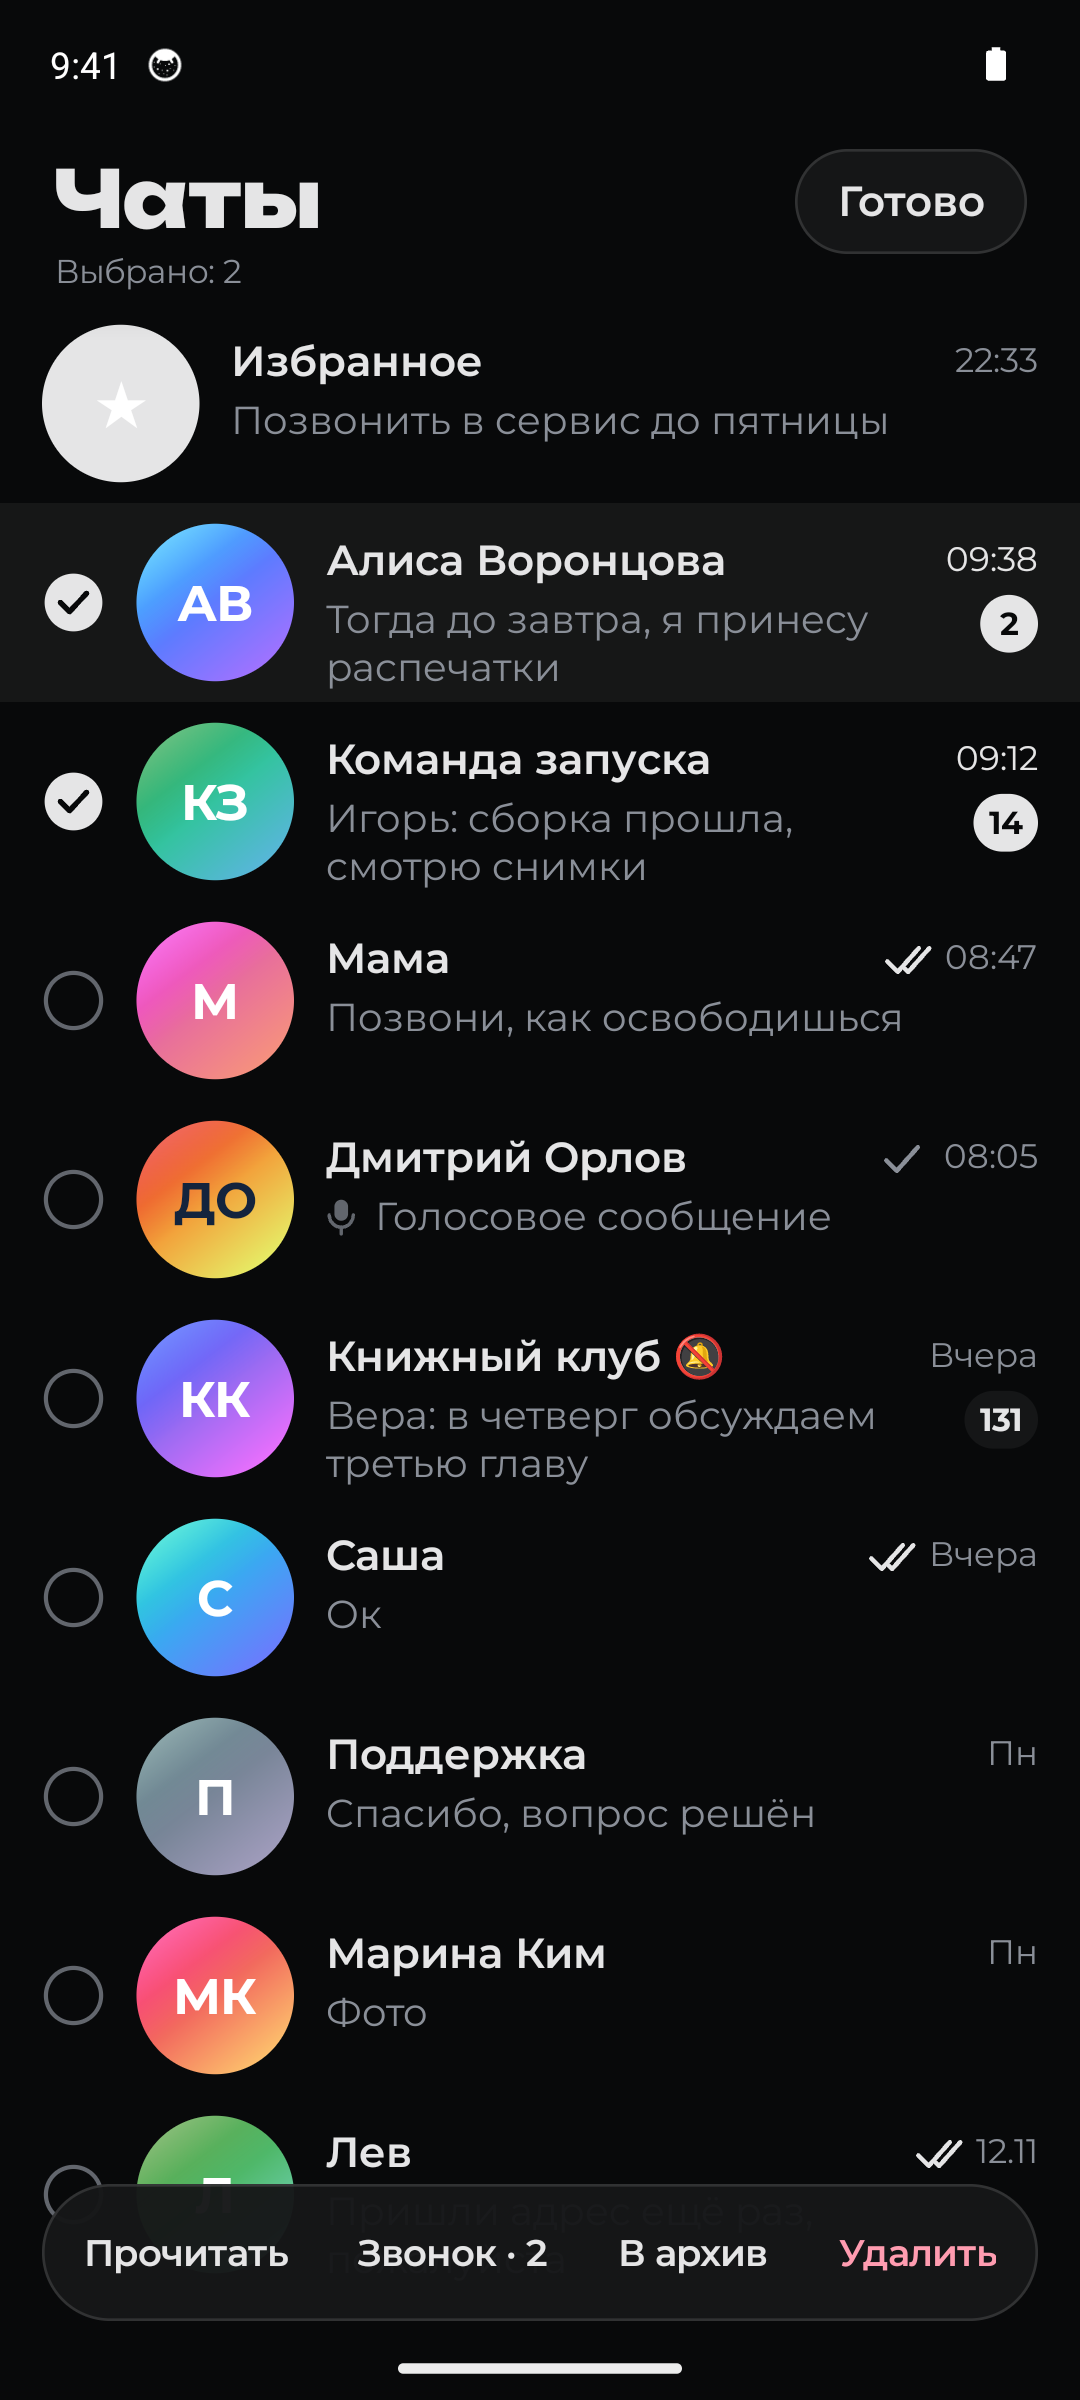 9:41
Чаты
Готово
Выбрано: 2
Избранное
22:33
Позвонить в сервис до пятницы
АВ
Алиса Воронцова
09:38
Тогда до завтра, я принесу
2
распечатки
КЗ
Команда запуска
09:12
Игорь: сборка прошла,
14
смотрю снимки
М
Мама
08:47
Позвони, как освободишься
ДО
Дмитрий Орлов
08:05
Голосовое сообщение
КК
Книжный клуб
Вчера
Вера: в четверг обсуждаем
131
третью главу
С
Саша
Вчера
Ок
П
Поддержка
Пн
Спасибо, вопрос решён
МК
Марина Ким
Пн
Фото
Л
Лев
12.11
Пришли адрес ещё раз,
Прочитать
Звонок · 2
В архив
Удалить